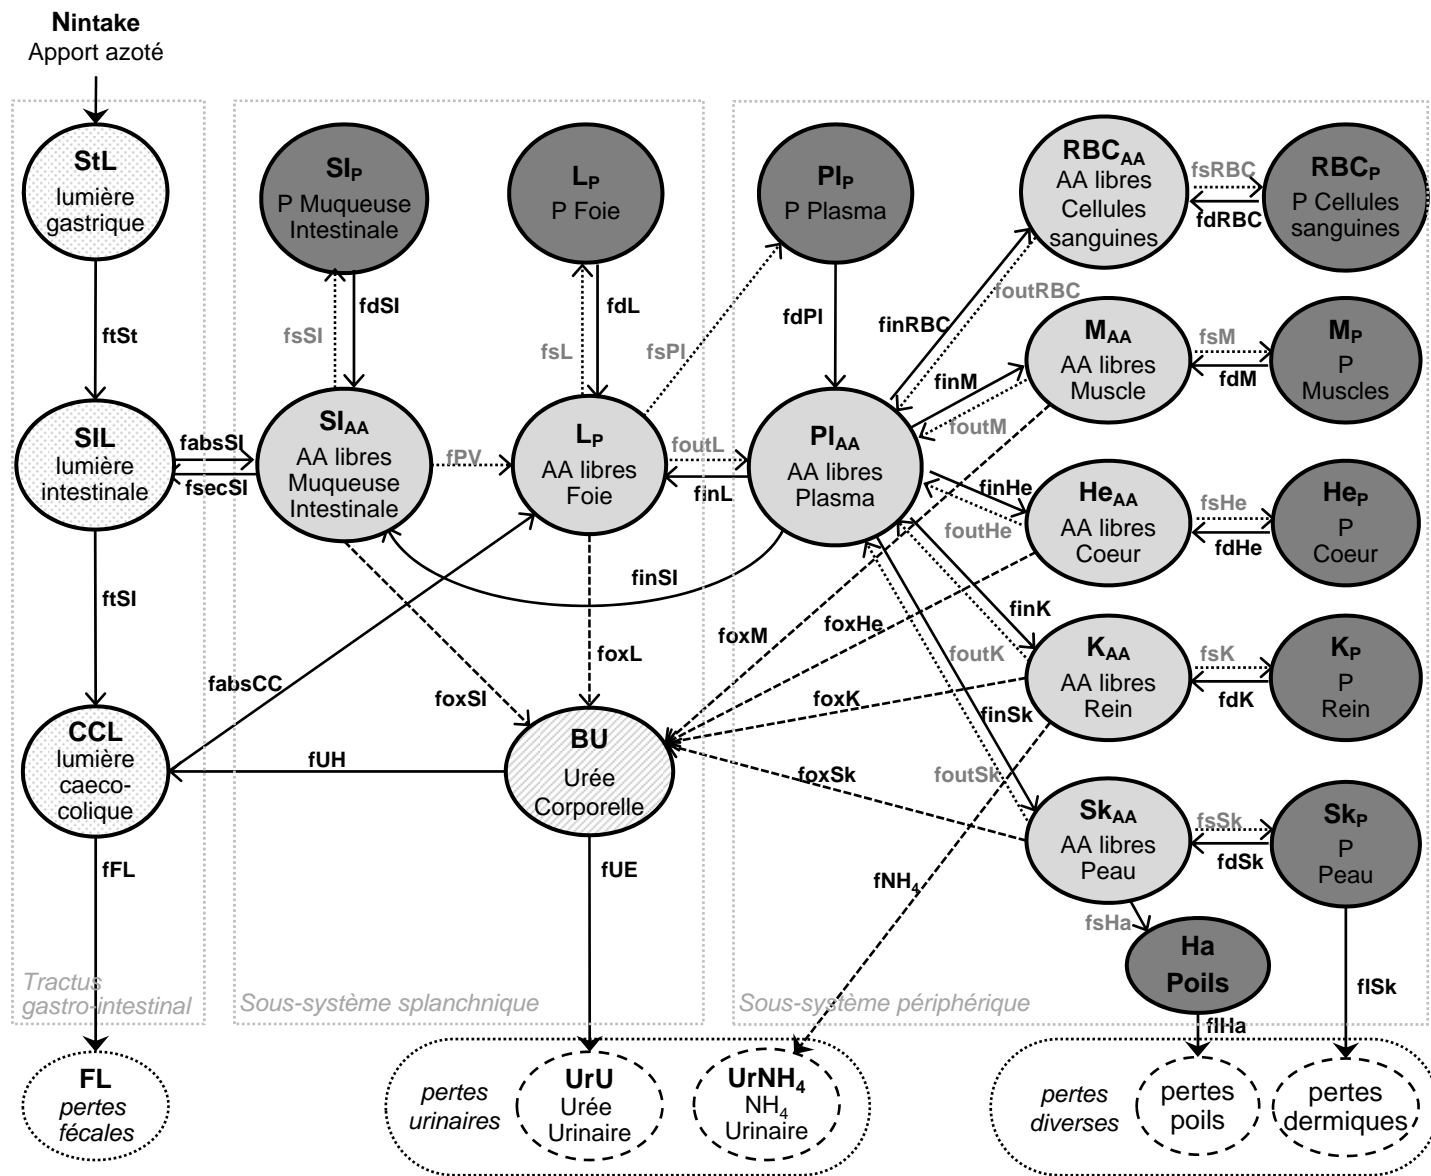 Nintake
Apport azoté
StL
lumière
gastrique
SIP
P Muqueuse
Intestinale
LP
P Foie
PlP
P Plasma
RBCAA
AA libres
Cellules
sanguines
fsRBC
fdRBC
RBCP
P Cellules
sanguines
ftSt
fsSI
fdSI
fsL
fdL
fsPl
fdPl
finRBC
foutRBC
MAA
AA libres
Muscle
fsM
fdM
MP
P
Muscles
finM
foutM
SIL
lumière
intestinale
fabsSI
fsecSI
SIAA
AA libres
Muqueuse
Intestinale
fPV
LP
AA libres
Foie
foutL
finL
PlAA
AA libres
Plasma
finHe
foutHe
HeAA
AA libres
Coeur
fsHe
fdHe
HeP
P
Coeur
ftSI
finSI
finK
foutK
foxM
foxHe
foxL
foxSI
fabsCC
foxK
KAA
AA libres
Rein
fsK
fdK
KP
P
Rein
finSk
foutSk
CCL
lumière
caeco-
colique
fUH
BU
Urée
Corporelle
foxSk
SkAA
AA libres
Peau
fsSk
fdSk
SkP
P
Peau
fFL
fUE
fNH4
fsHa
Ha
Poils
flSk
flHa
Tractus
gastro-intestinal
Sous-système splanchnique
Sous-système périphérique
FL
pertes
fécales
pertes
urinaires
UrU
Urée
Urinaire
UrNH4
NH4
Urinaire
pertes
diverses
pertes
poils
pertes
dermiques